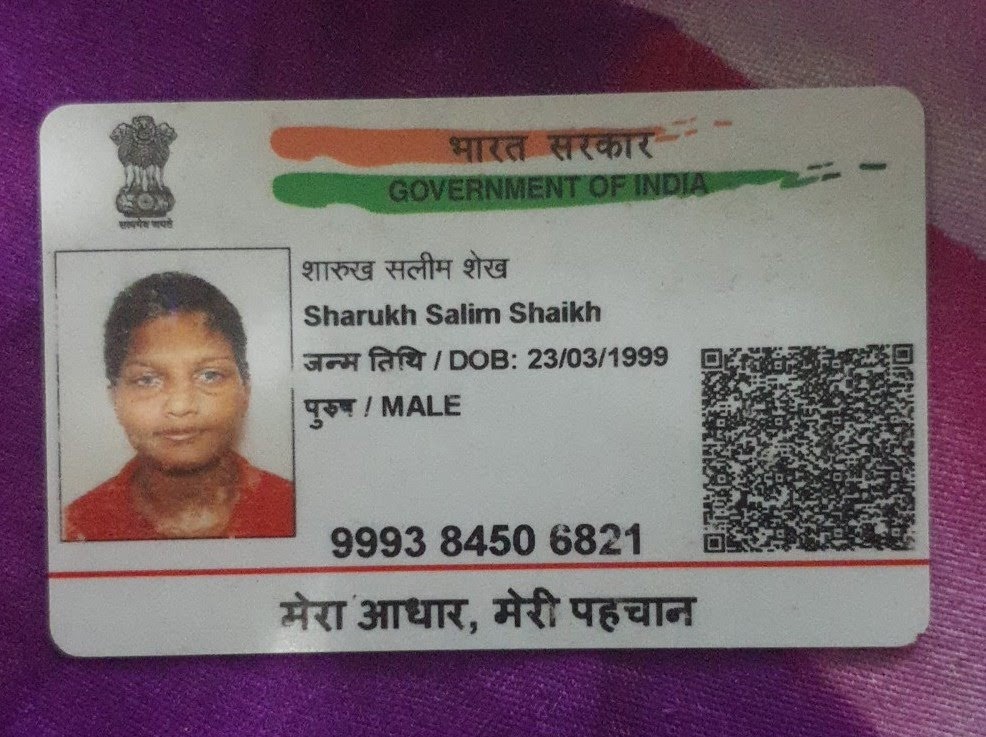 भारत सरकार
GOVERNMENT OF INDIA
सत्यमेव जयते
शारुख सलीम शेख
Sharukh Salim Shaikh
जन्म तिथि / DOB: 23/03/1999
पुरुष / MALE
9993 8450 6821
मेरा आधार, मेरी पहचान